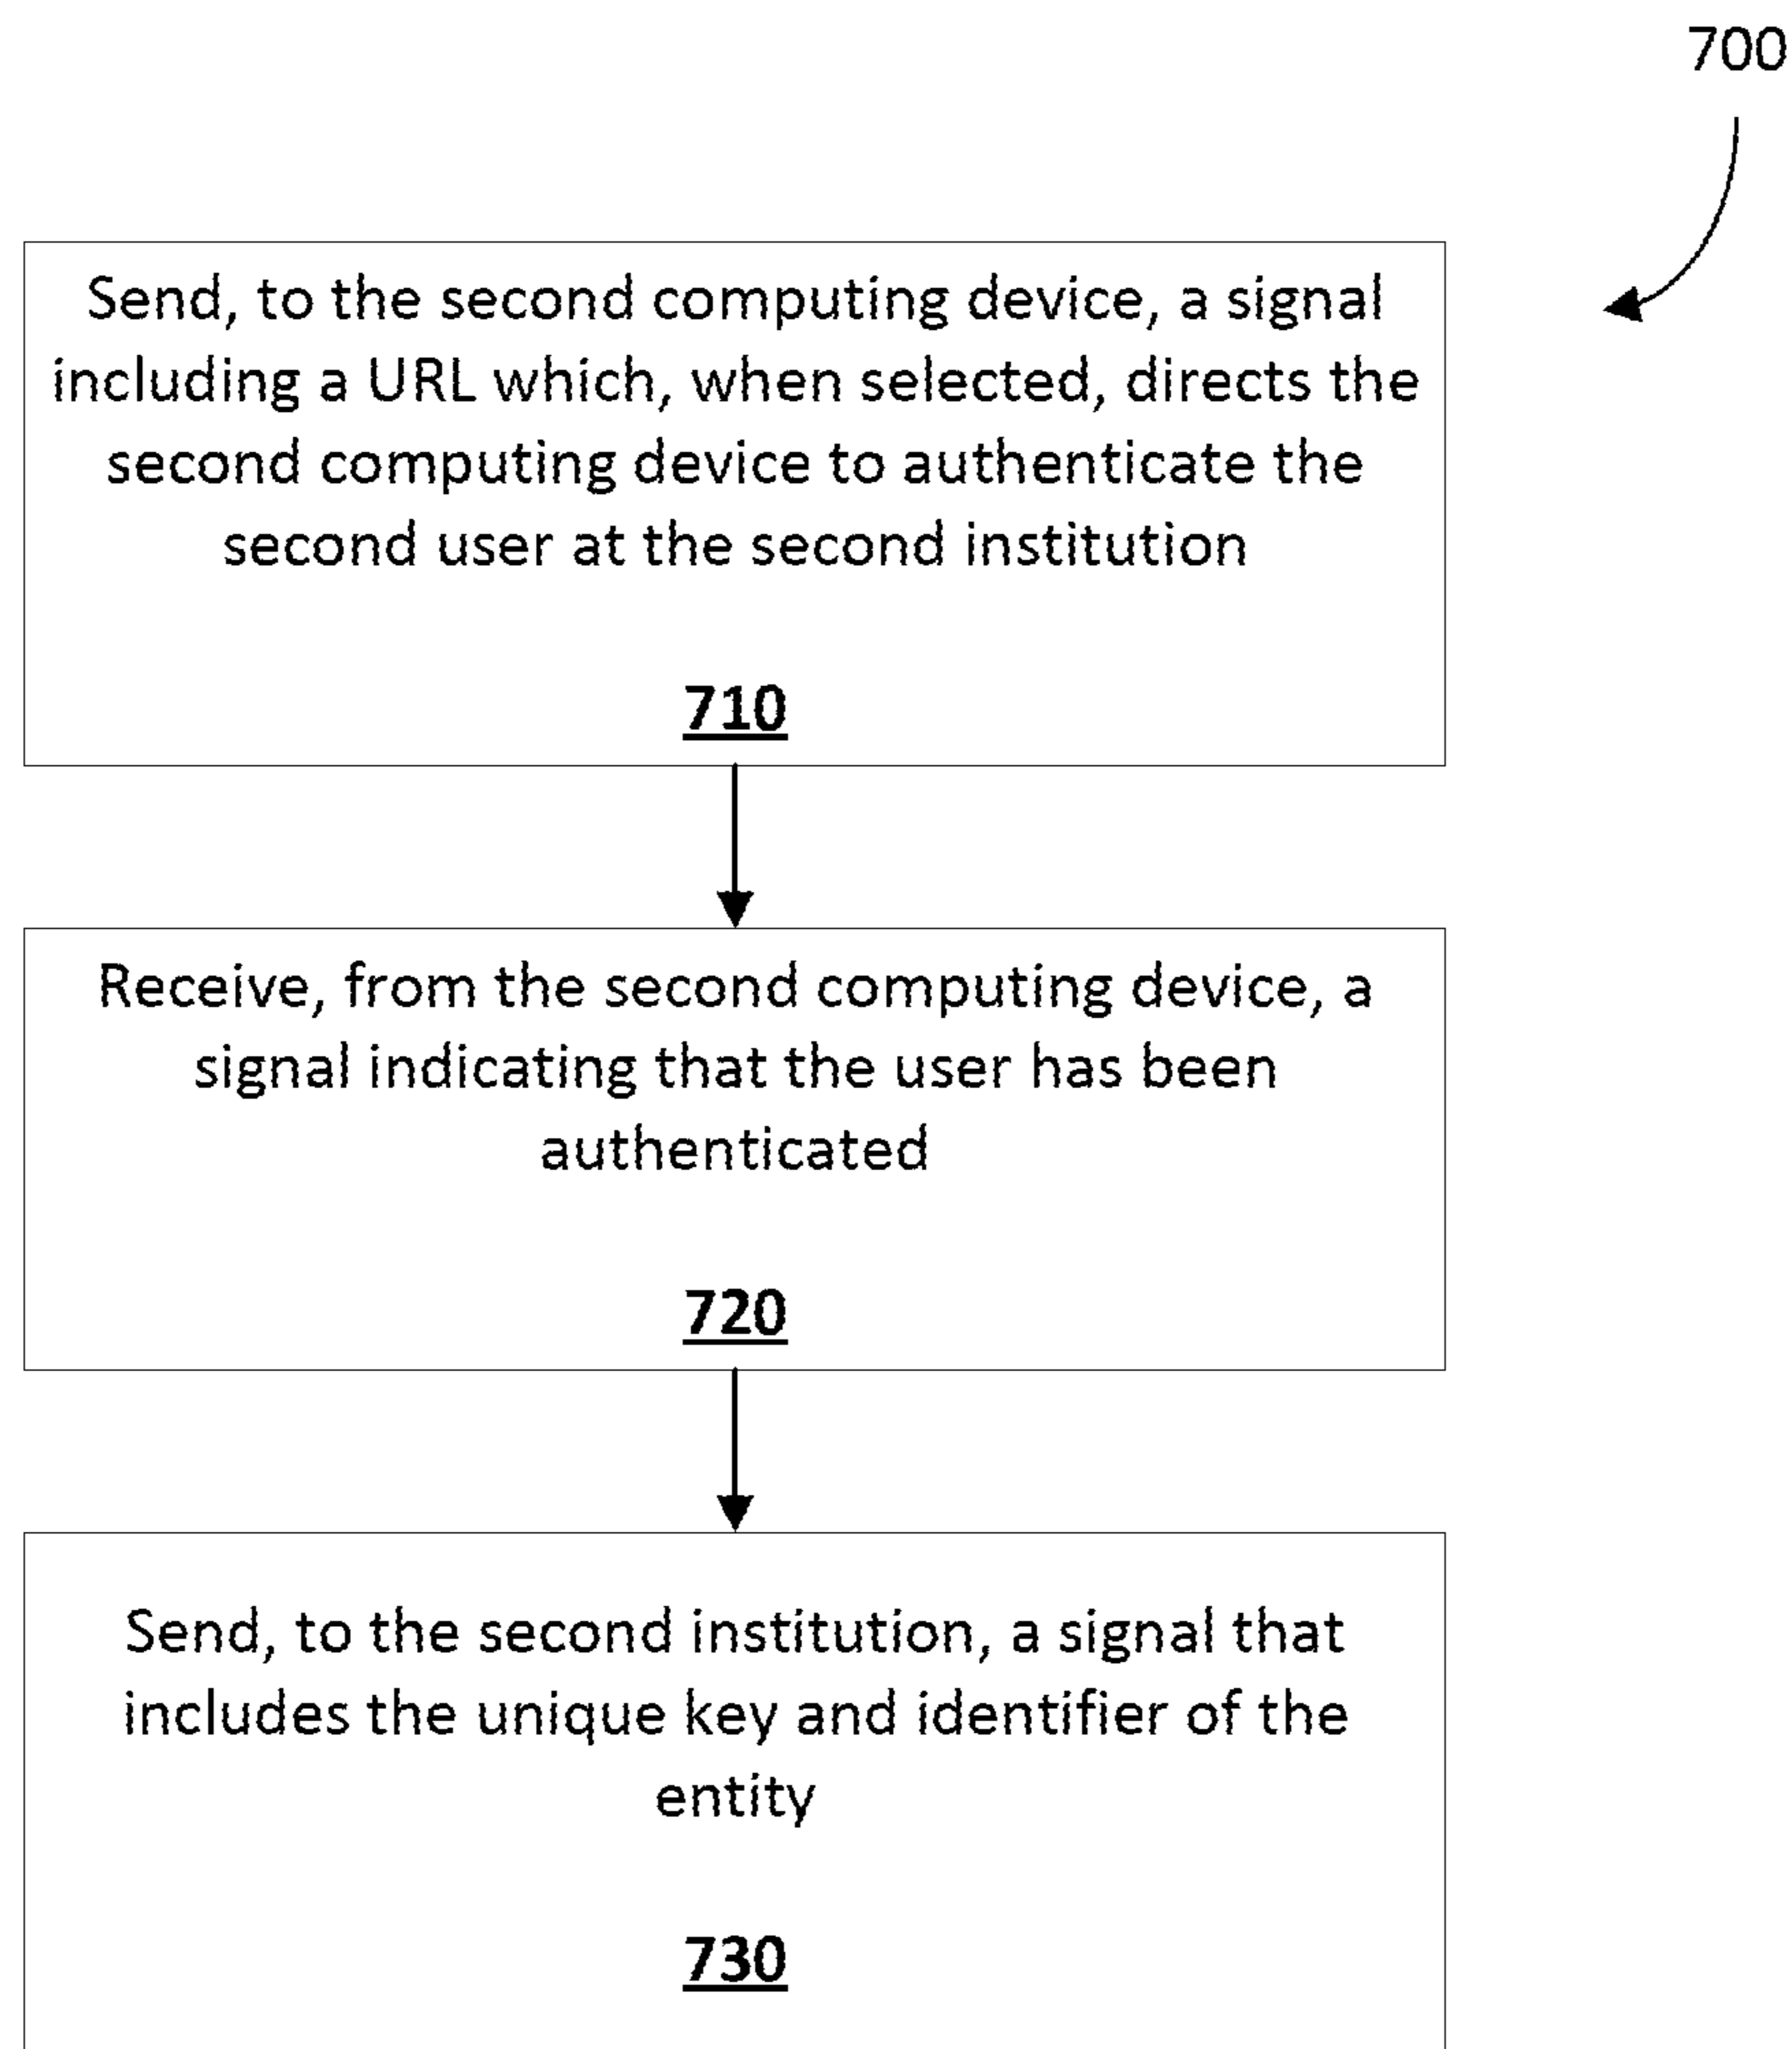 700
Send, to the second computing device, a signal
including a URL which, when selected, directs the
second computing device to authenticate the
second user at the second institution
710
Receive, from the second computing device, a
signal indicating that the user has been
authenticated
720
Send, to the second institution, a signal that
includes the unique key and identifier of the
entity
730